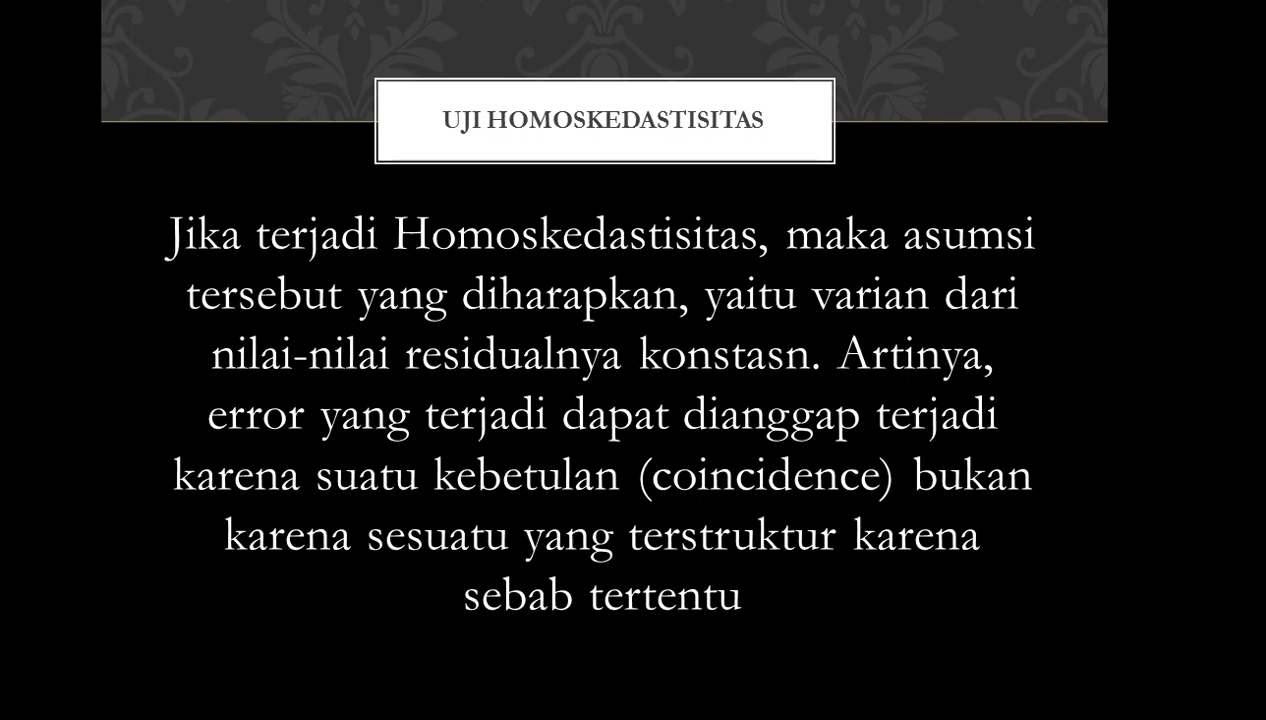 UJI HOMOSKEDASTISITAS
Jika terjadi Homoskedastisitas, maka asumsi
tersebut yang diharapkan, yaitu varian dari
nilai-nilai residualnya konstasn. Artinya,
error yang terjadi dapat dianggap terjadi
karena suatu kebetulan (coincidence) bukan
karena sesuatu yang terstruktur karena
sebab tertentu